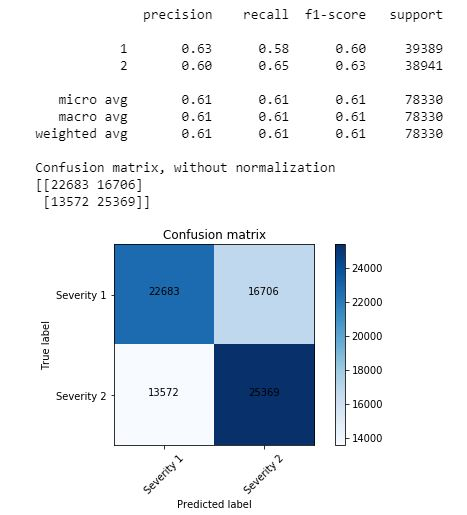 precision recall f1-score support
1 0.63 0.58 0.60 39389
2 0.60 0.65 0.63 38941
micro avg 0.61 0.61 0.61 78330
macro avg 0.61 0.61 0.61 78330
weighted avg 0.61 0.61 0.61 78330
Confusion matrix, without normalization
[[22683 16706]
[13572 25369]]
Confusion matrix
Severity 1
Severity 2
True label
22683 16706
13572 25369
Severity 1
Severity 2
Predicted label
24000
22000
20000
18000
16000
14000